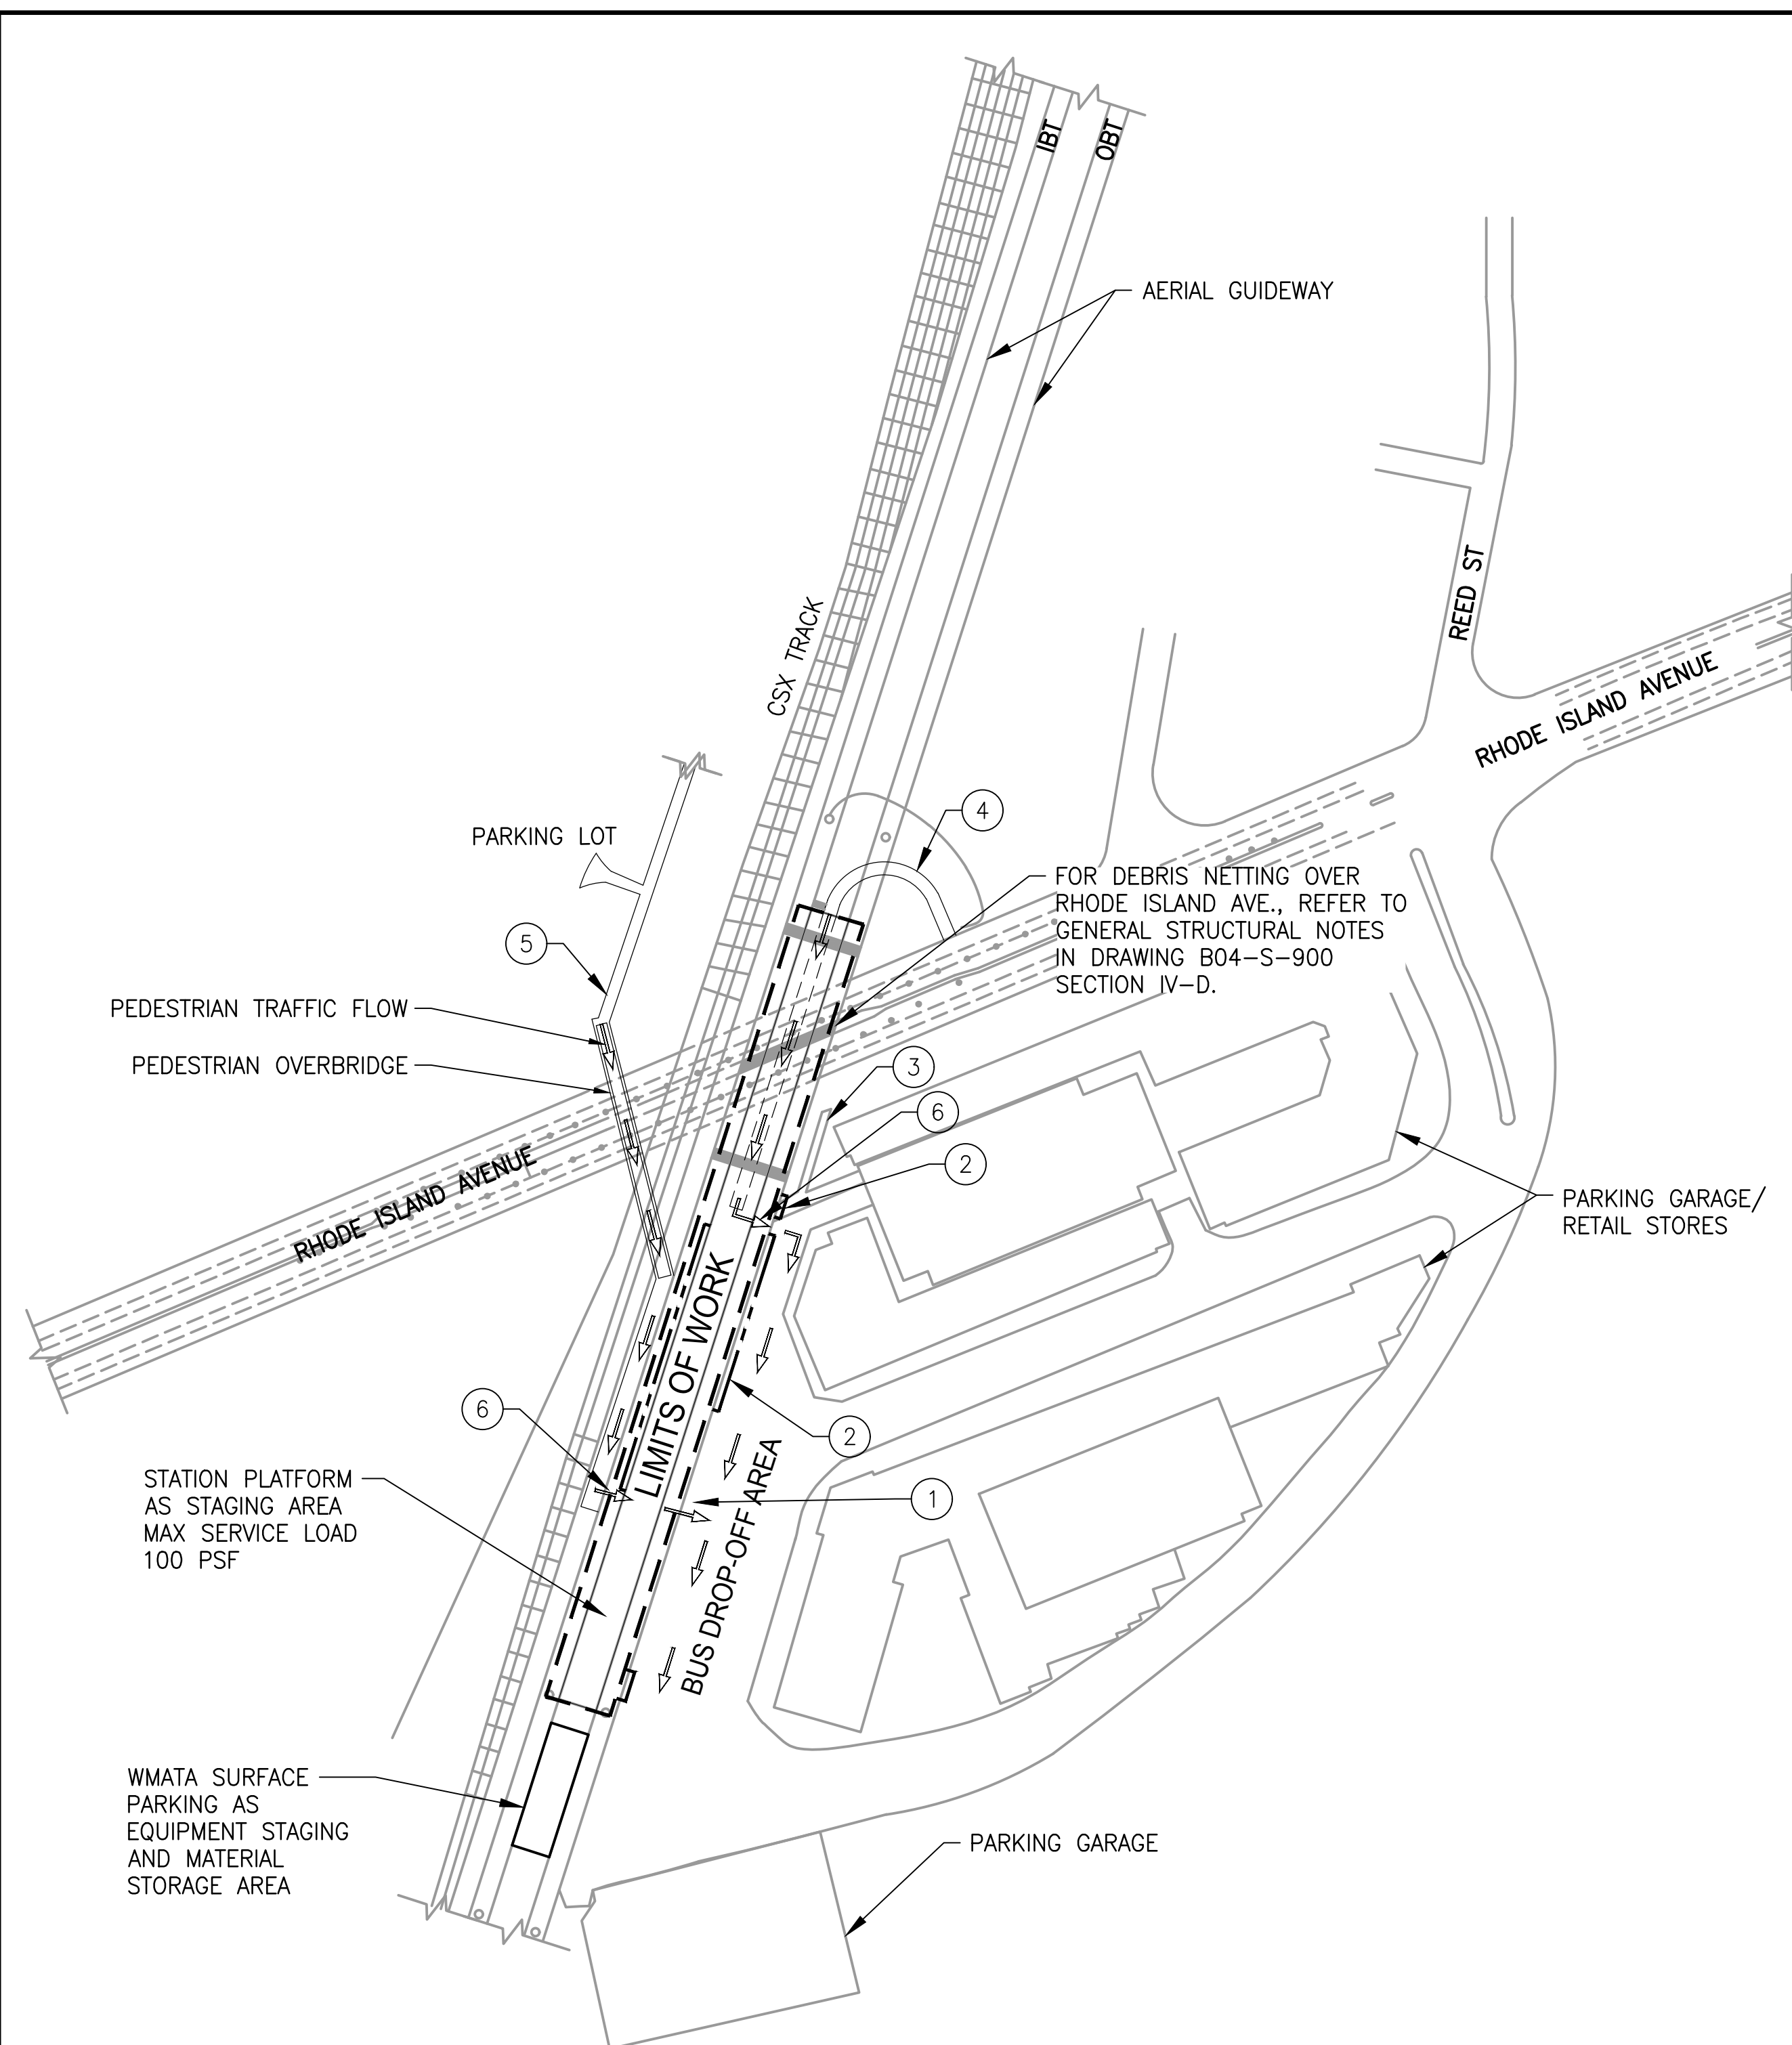 IBT
OBT
AERIAL GUIDEWAY
REED ST
CSX TRACK
RHODE ISLAND AVENUE
4
PARKING LOT
FOR DEBRIS NETTING OVER
RHODE ISLAND AVE., REFER TO
GENERAL STRUCTURAL NOTES
IN DRAWING B04-S-900
SECTION IV-D.
5
PEDESTRIAN TRAFFIC FLOW
PEDESTRIAN OVERBRIDGE
3
6
2
RHODE ISLAND AVENUE
PARKING GARAGE/
RETAIL STORES
LIMITS OF WORK
6
2
STATION PLATFORM
AS STAGING AREA
MAX SERVICE LOAD
100 PSF
1
BUS DROP-OFF AREA
WMATA SURFACE
PARKING AS
EQUIPMENT STAGING
AND MATERIAL
STORAGE AREA
PARKING GARAGE